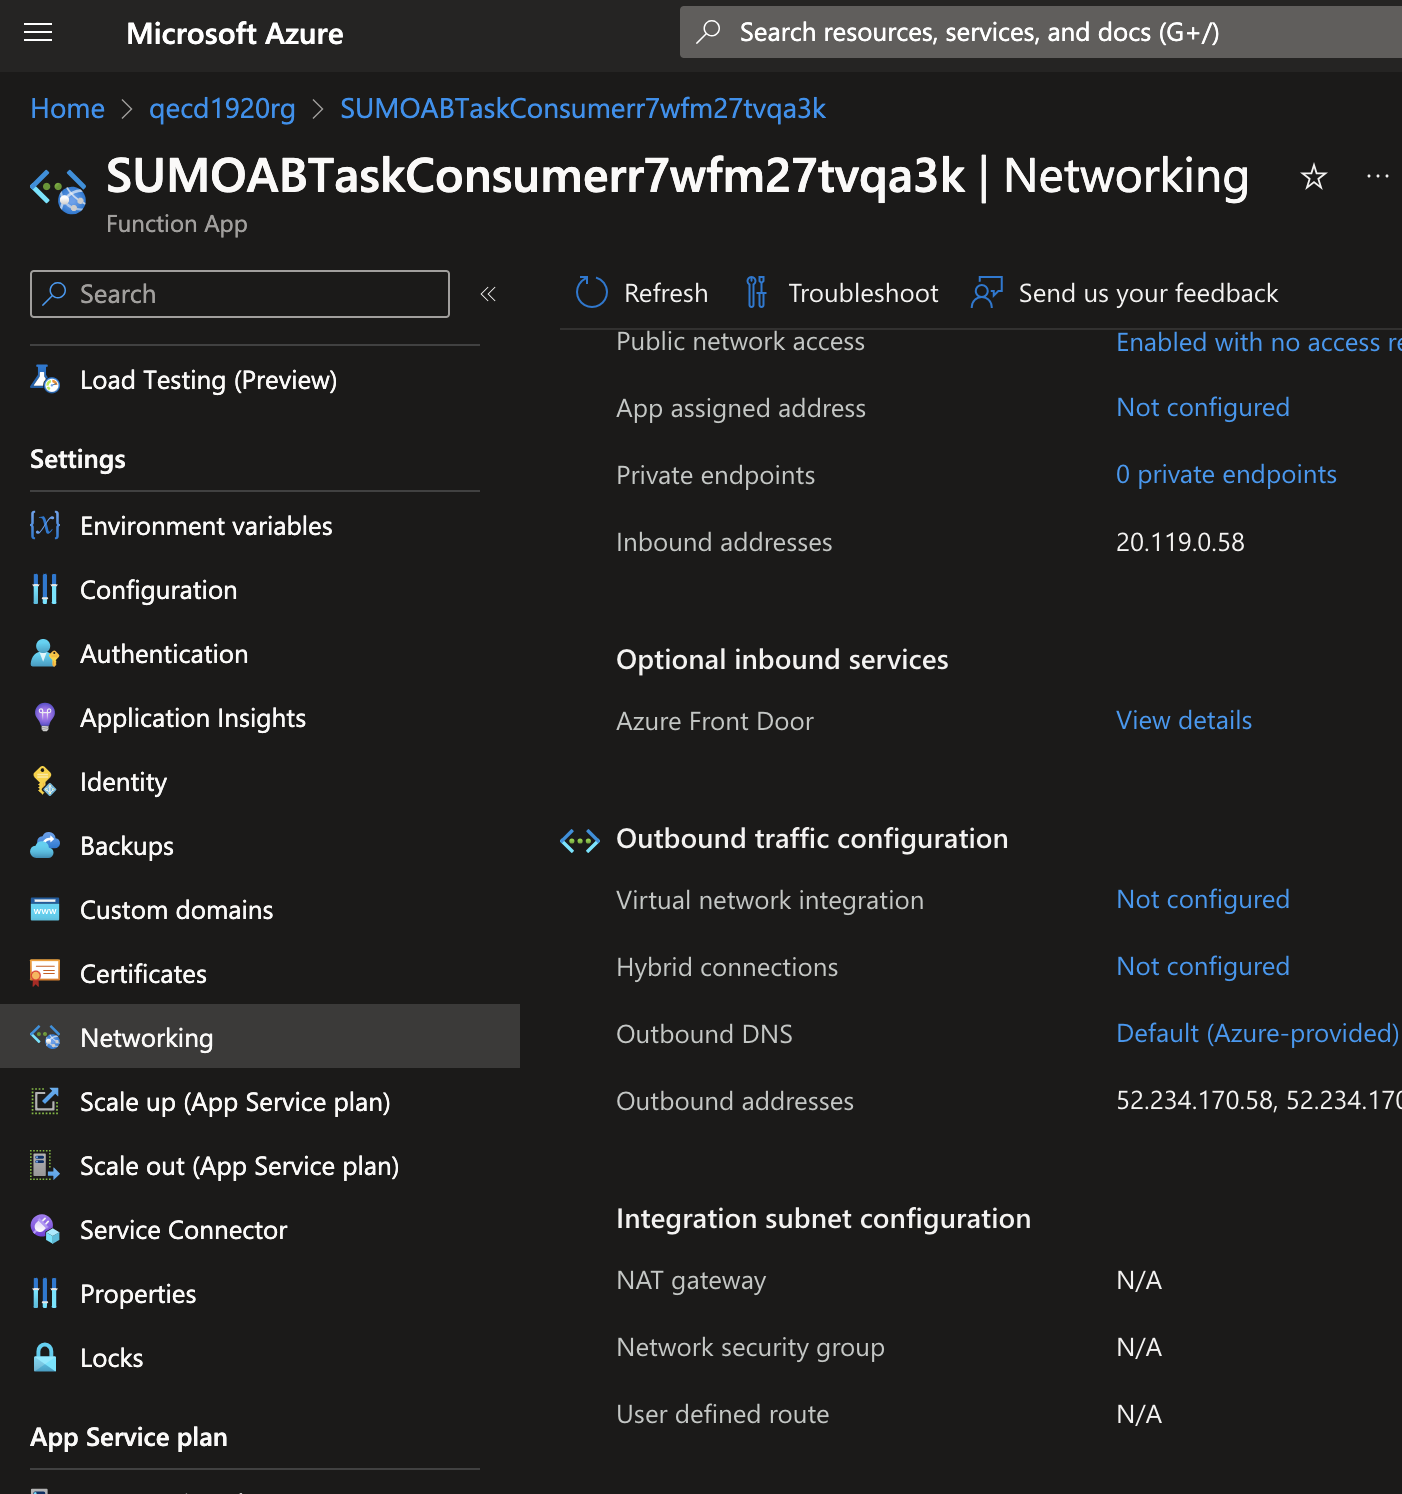 Microsoft Azure
Search resources, services, and docs (G+/)
Home > qecd1920rg > SUMOABTaskConsumerr7wfm27tvqa3k
SUMOABTaskConsumerr7wfm27tvqa3k | Networking
Function App
Search
Load Testing (Preview)
Settings
Environment variables
Configuration
Authentication
Application Insights
Identity
Backups
Custom domains
Certificates
Networking
Scale up (App Service plan)
Scale out (App Service plan)
Service Connector
Properties
Locks
App Service plan
Refresh
Troubleshoot
Send us your feedback
Public network access
Enabled with no access re
App assigned address
Not configured
Private endpoints
0 private endpoints
Inbound addresses
20.119.0.58
Optional inbound services
Azure Front Door
View details
Outbound traffic configuration
Virtual network integration
Not configured
Hybrid connections
Not configured
Outbound DNS
Default (Azure-provided)
Outbound addresses
52.234.170.58, 52.234.170
Integration subnet configuration
NAT gateway
N/A
Network security group
N/A
User defined route
N/A